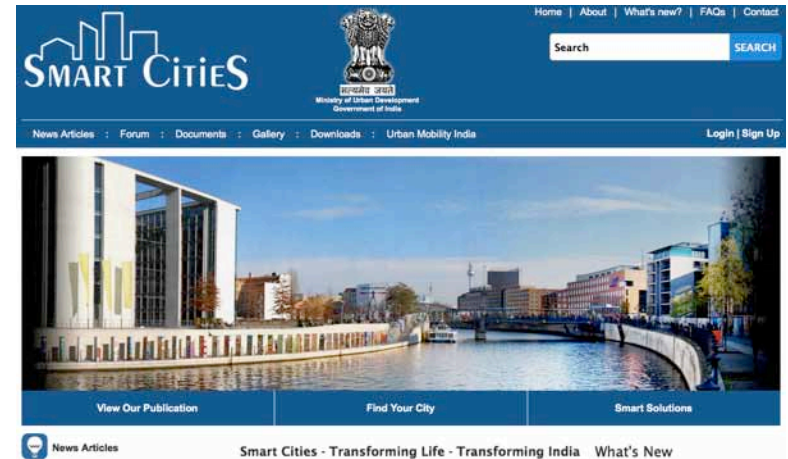 Home | About | What's new? | FAQs | Contact
SMART CITIES
Search SEARCH
सत्यमेव जयते
Ministry of Urban Development
Government of India
News Articles : Forum : Documents : Gallery : Downloads : Urban Mobility India
Login | Sign Up
View Our Publication
Find Your City
Smart Solutions
News Articles
Smart Cities - Transforming Life - Transforming India
What's New